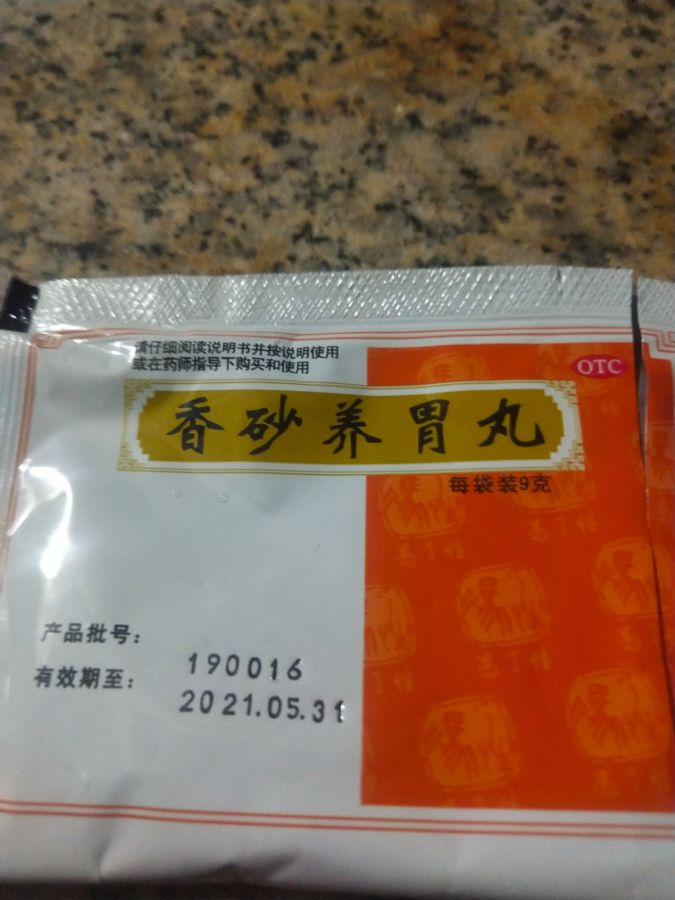 请仔细阅读说明书并按说明使用
或在药师指导下购买和使用
OTC
香砂养胃丸
每袋装9克
产品批号：
190016
有效期至：
2021.05.31